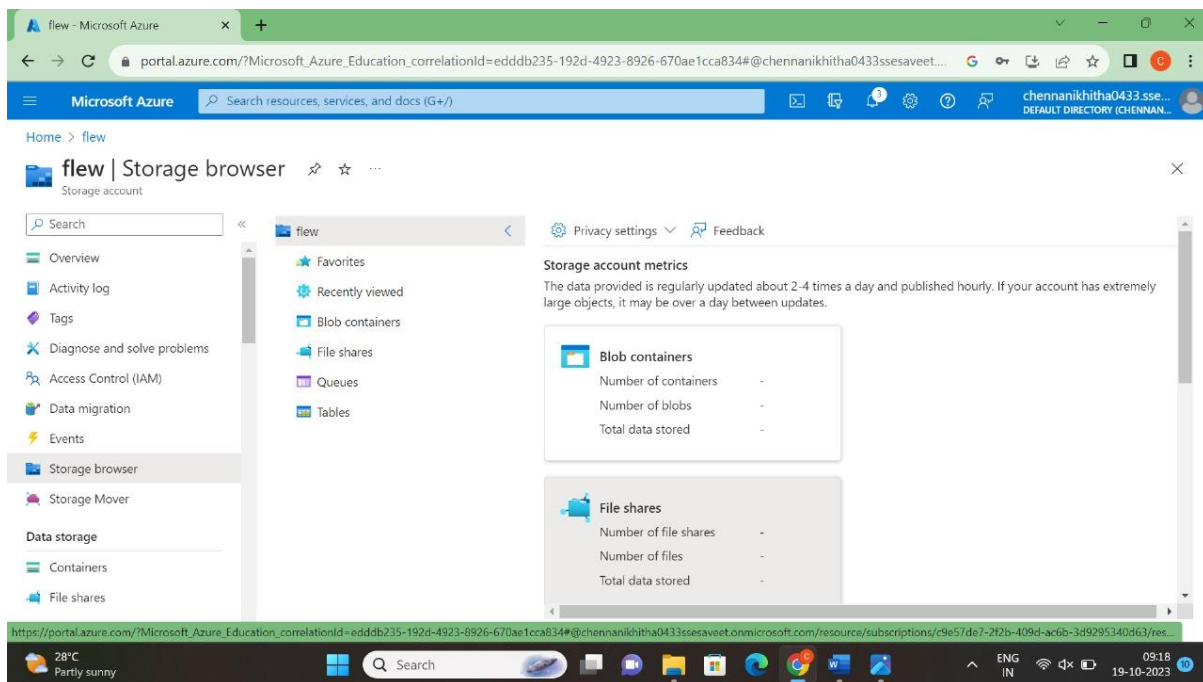 flew - Microsoft Azure
portal.azure.com/?Microsoft_Azure_Education_correlationId=edddb235-192d-4923-8926-670ae1cca834#@chennanikhitha0433ssesaveet....
Microsoft Azure
Search resources, services, and docs (G+/)
3
chennanikhitha0433.sse...
DEFAULT DIRECTORY (CHENNAN...
Home > flew
flew | Storage browser
Storage account
Search
Overview
Activity log
Tags
Diagnose and solve problems
Access Control (IAM)
Data migration
Events
Storage browser
Storage Mover
Data storage
Containers
File shares
flew
Favorites
Recently viewed
Blob containers
File shares
Queues
Tables
Privacy settings
Feedback
Storage account metrics
The data provided is regularly updated about 2-4 times a day and published hourly. If your account has extremely
large objects, it may be over a day between updates.
Blob containers
Number of containers -
Number of blobs -
Total data stored -
File shares
Number of file shares -
Number of files -
Total data stored -
https://portal.azure.com/?Microsoft_Azure_Education_correlationId=edddb235-192d-4923-8926-670ae1cca834#@chennanikhitha0433ssesaveet.onmicrosoft.com/resource/subscriptions/c9e57de7-2f2b-409d-ac6b-3d9295340d63/res...
28°C
Partly sunny
Search
ENG
IN
09:18
19-10-2023
10